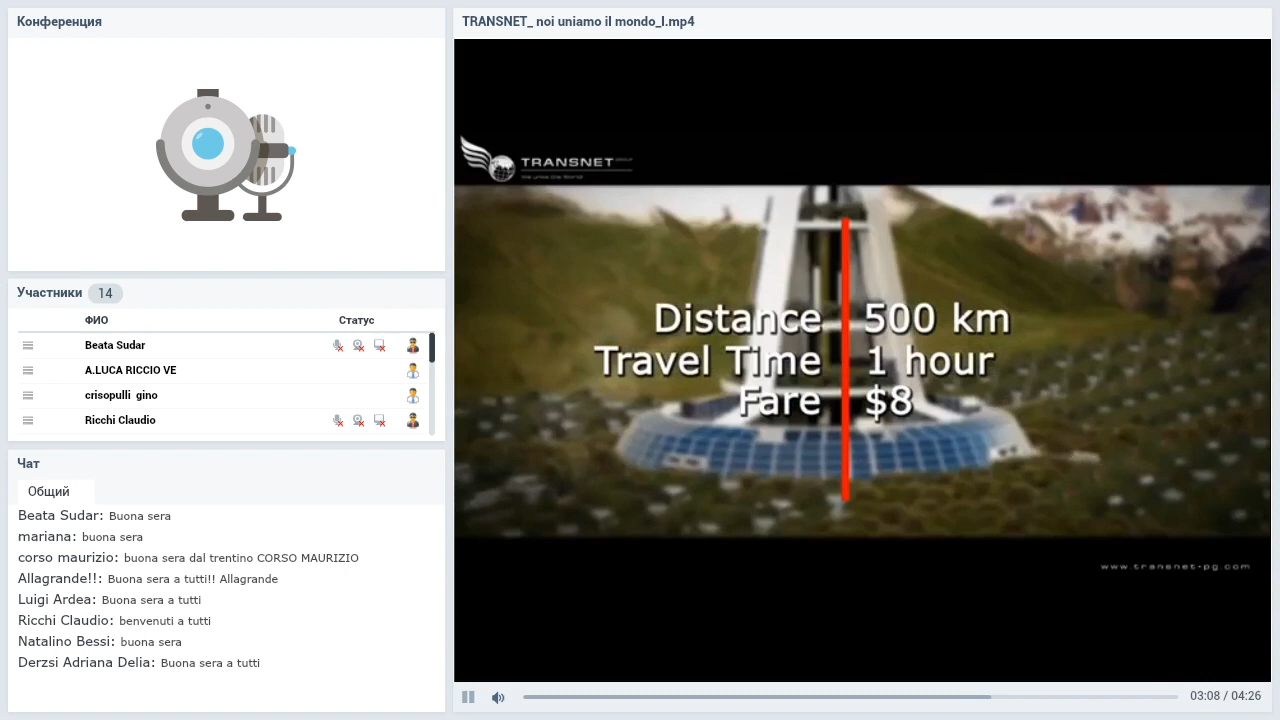 Конференция
TRANSNET_ noi uniamo il mondo_I.mp4
Участники 14
ФИО Статус
Beata Sudar
A.LUCA RICCIO VE
crisopulli gino
Ricchi Claudio
Чат
Общий
Beata Sudar: Buona sera
mariana: buona sera
corso maurizio: buona sera dal trentino CORSO MAURIZIO
Allagrande!!: Buona sera a tutti!! Allagrande
Luigi Ardea: Buona sera a tutti
Ricchi Claudio: benvenuti a tutti
Natalino Bessi: buona sera
Derzsi Adriana Delia: Buona sera a tutti
TRANSNET
Distance 500 km
Travel Time 1 hour
Fare $8
www.transnet-pg.com
03:08 / 04:26